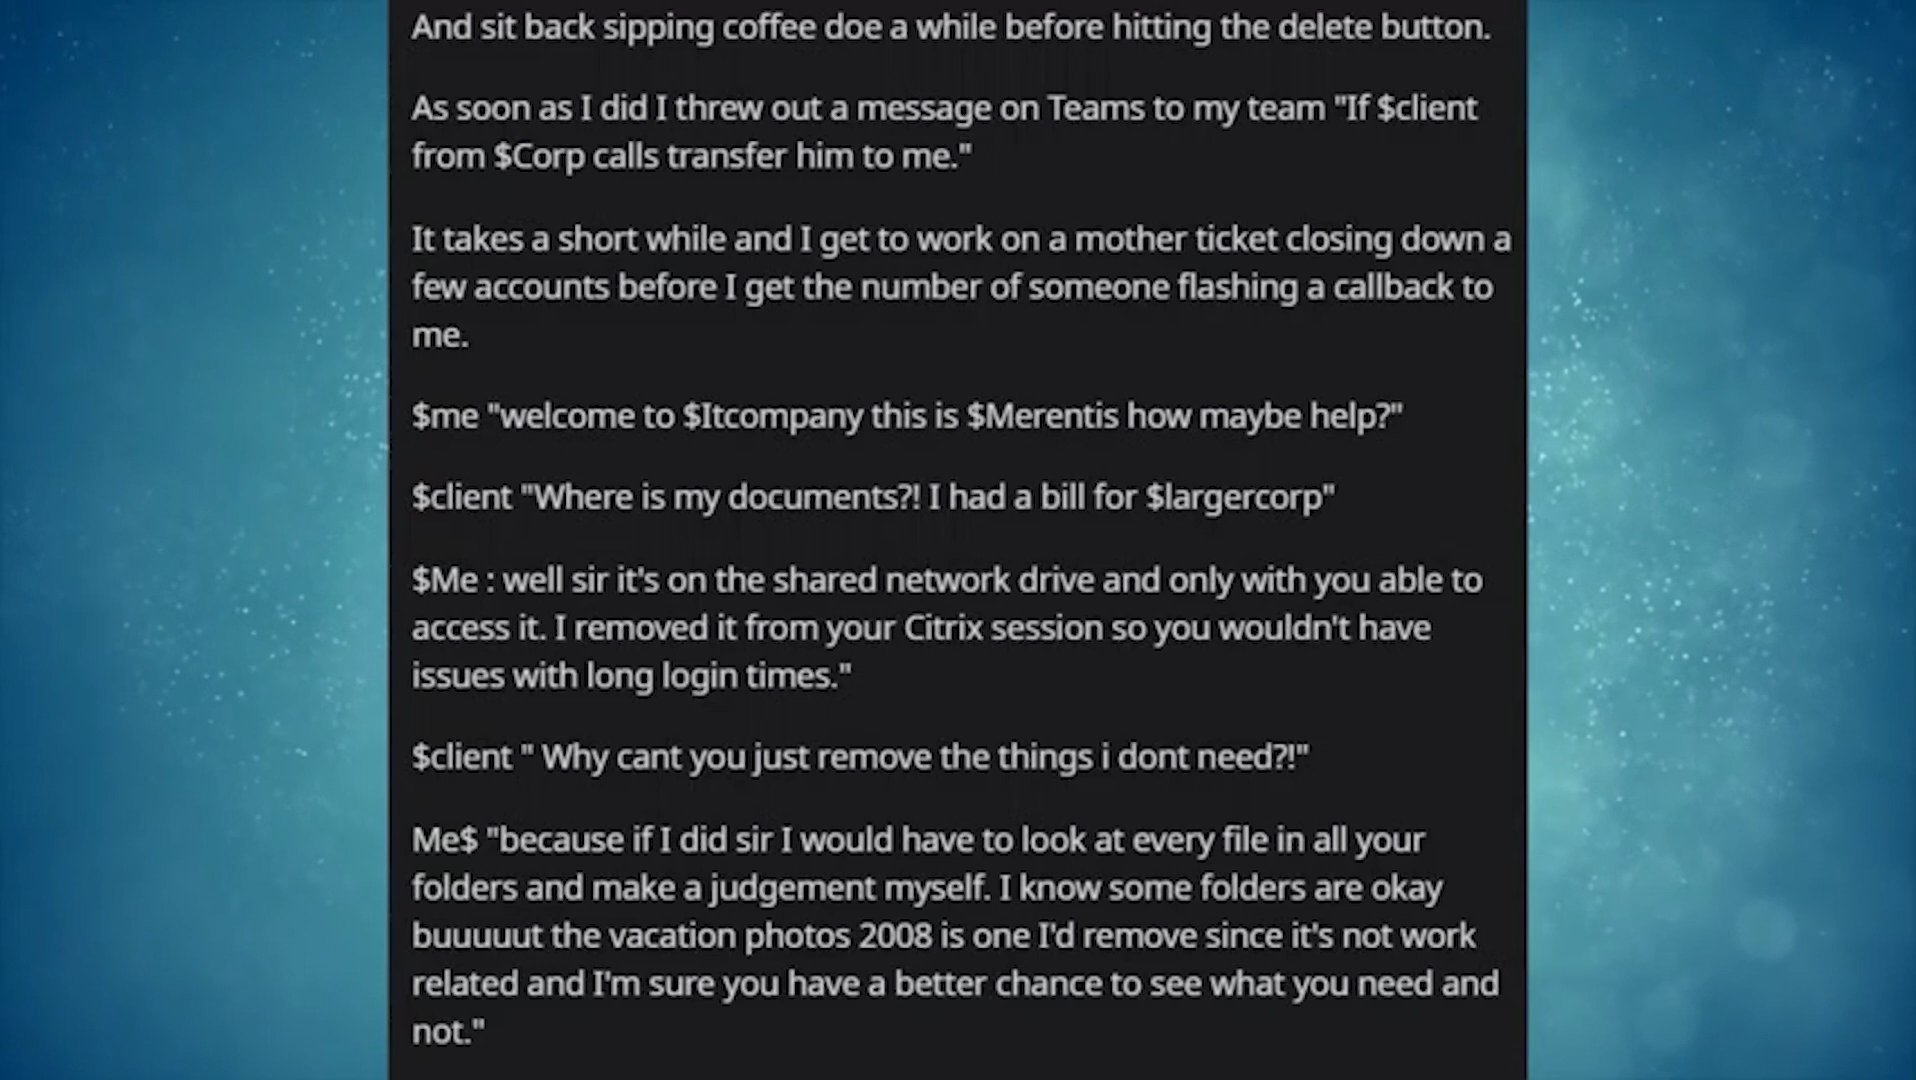 And sit back sipping coffee doe a while before hitting the delete button.
As soon as I did I threw out a message on Teams to my team "If $client
from $Corp calls transfer him to me."
It takes a short while and I get to work on a mother ticket closing down a
few accounts before I get the number of someone flashing a callback to
me.
$me "welcome to $Itcompany this is $Merentis how maybe help?"
$client "Where is my documents?! I had a bill for $largercorp"
$Me : well sir it's on the shared network drive and only with you able to
access it. I removed it from your Citrix session so you wouldn't have
issues with long login times."
$client " Why cant you just remove the things i dont need?!"
Me$ "because if I did sir I would have to look at every file in all your
folders and make a judgement myself. I know some folders are okay
buuuuut the vacation photos 2008 is one I'd remove since it's not work
related and I'm sure you have a better chance to see what you need and
not."